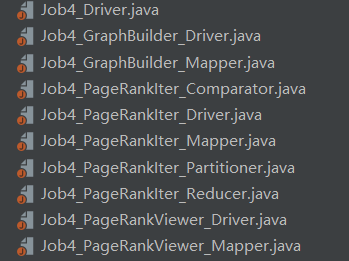 Job4_Driver.java
Job4_GraphBuilder_Driver.java
Job4_GraphBuilder_Mapper.java
Job4_PageRankIter_Comparator.java
Job4_PageRankIter_Driver.java
Job4_PageRankIter_Mapper.java
Job4_PageRankIter_Partitioner.java
Job4_PageRankIter_Reducer.java
Job4_PageRankViewer_Driver.java
Job4_PageRankViewer_Mapper.java